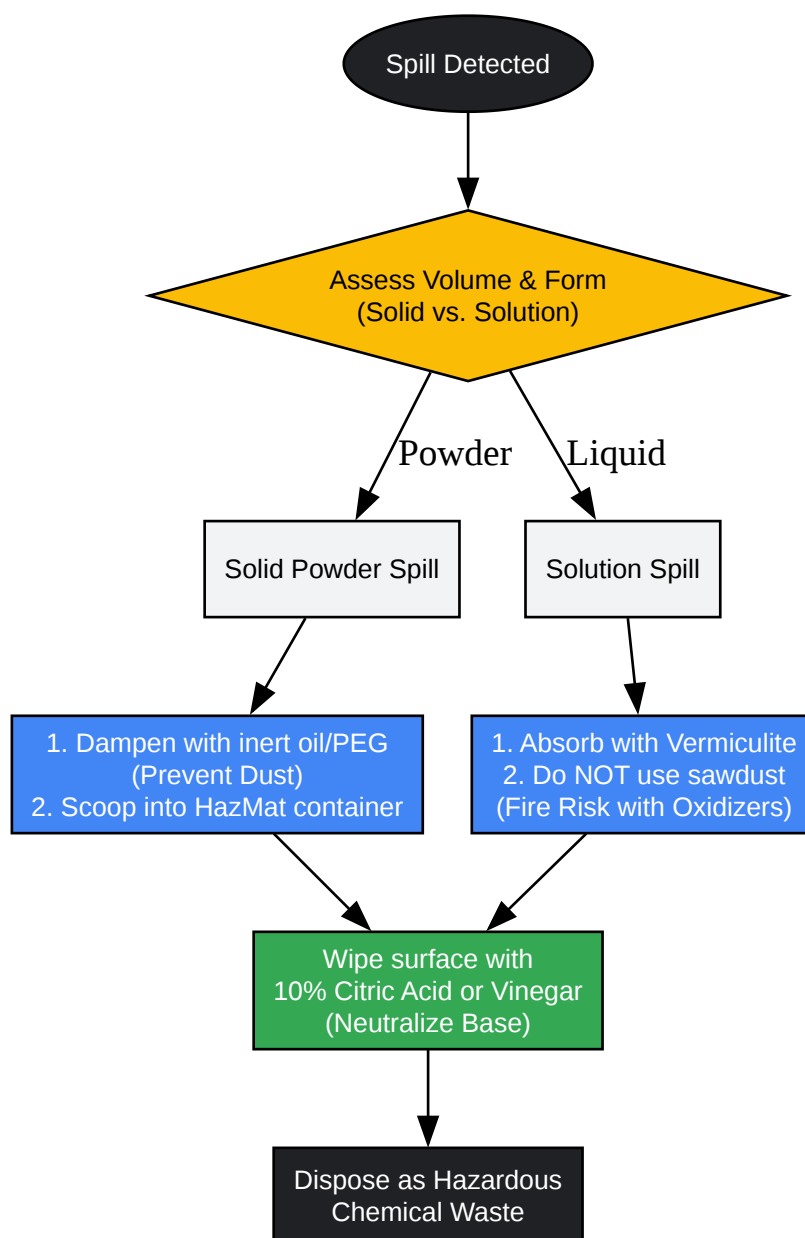 Spill Detected
Assess Volume & Form
(Solid vs. Solution)
Powder
Liquid
Solid Powder Spill
Solution Spill
1. Dampen with inert oil/PEG
(Prevent Dust)
2. Scoop into HazMat container
1. Absorb with Vermiculite
2. Do NOT use sawdust
(Fire Risk with Oxidizers)
Wipe surface with
10% Citric Acid or Vinegar
(Neutralize Base)
Dispose as Hazardous
Chemical Waste